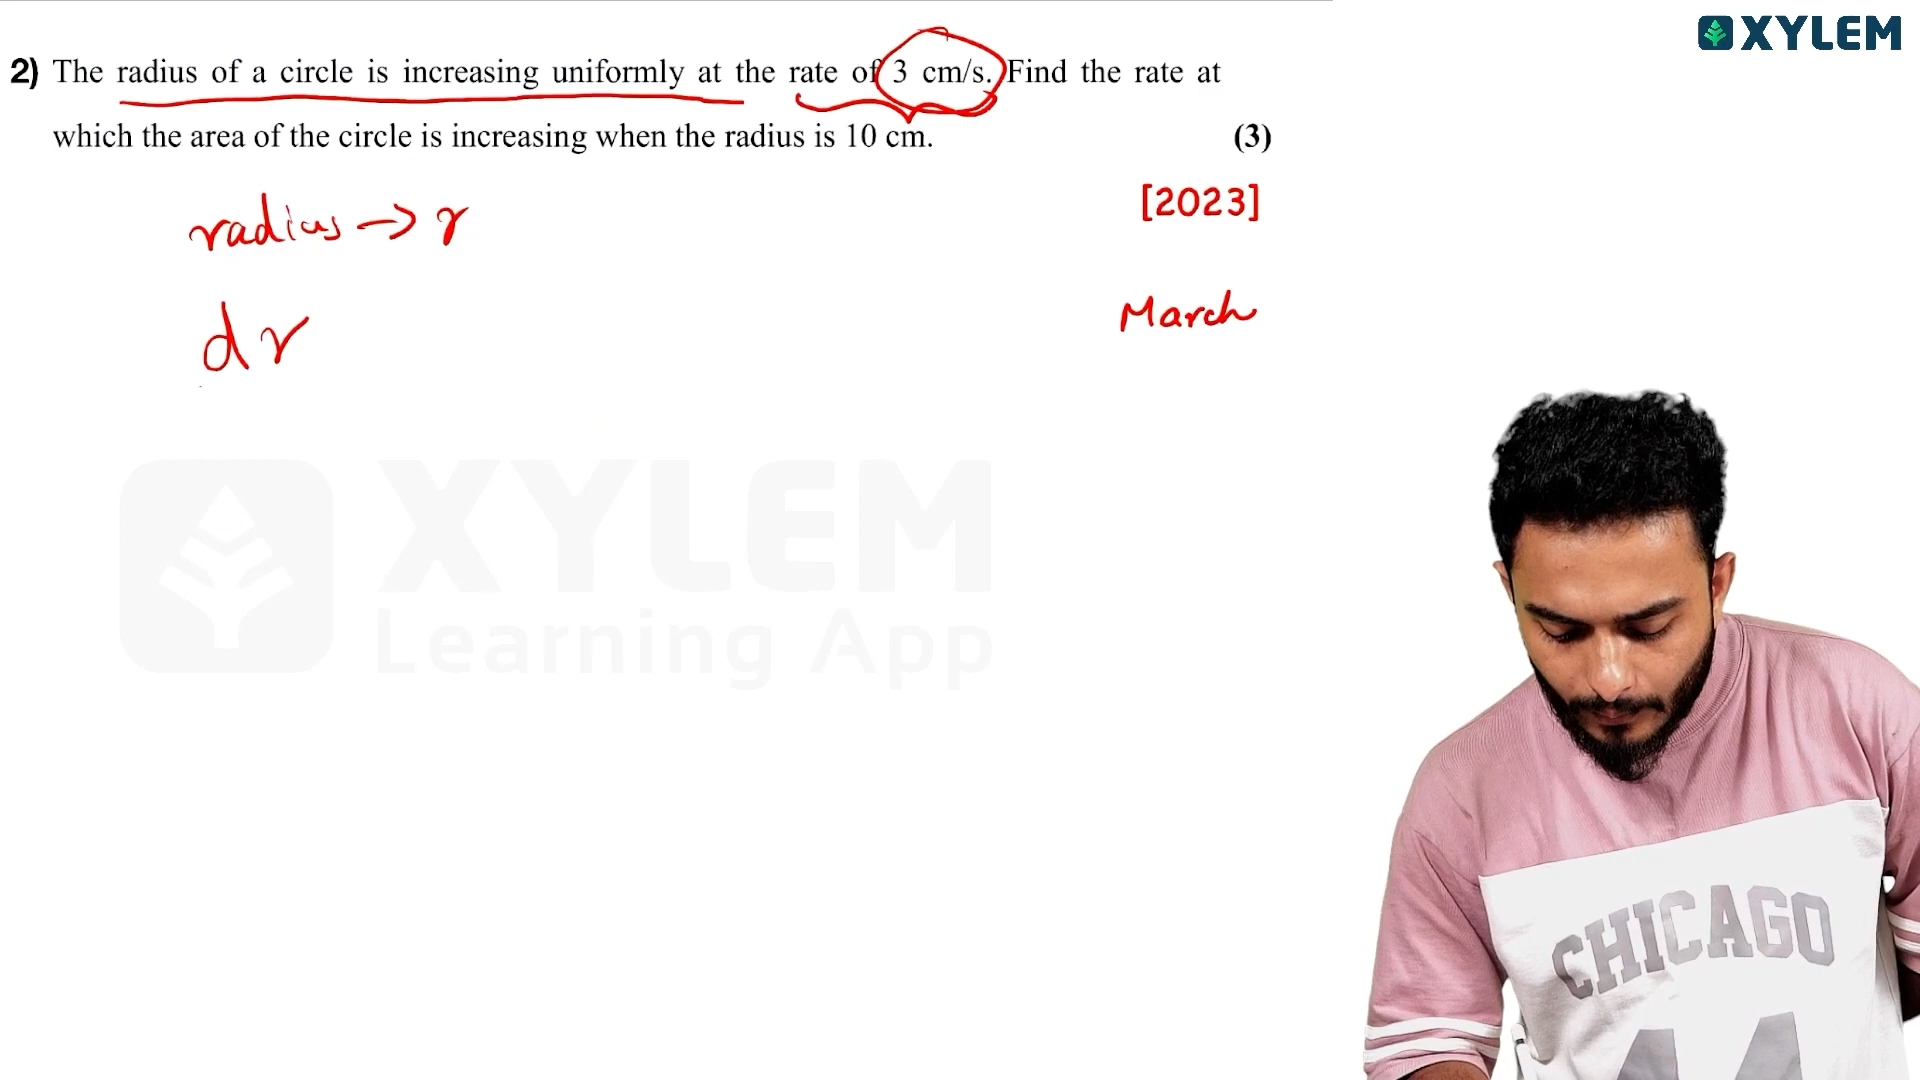 XYLEM
2) The radius of a circle is increasing uniformly at the rate of 3 cm/s. Find the rate at
which the area of the circle is increasing when the radius is 10 cm. (3)
[2023]
radius → r
March
dr
XYLEM
Learning App
CHICAGO
44